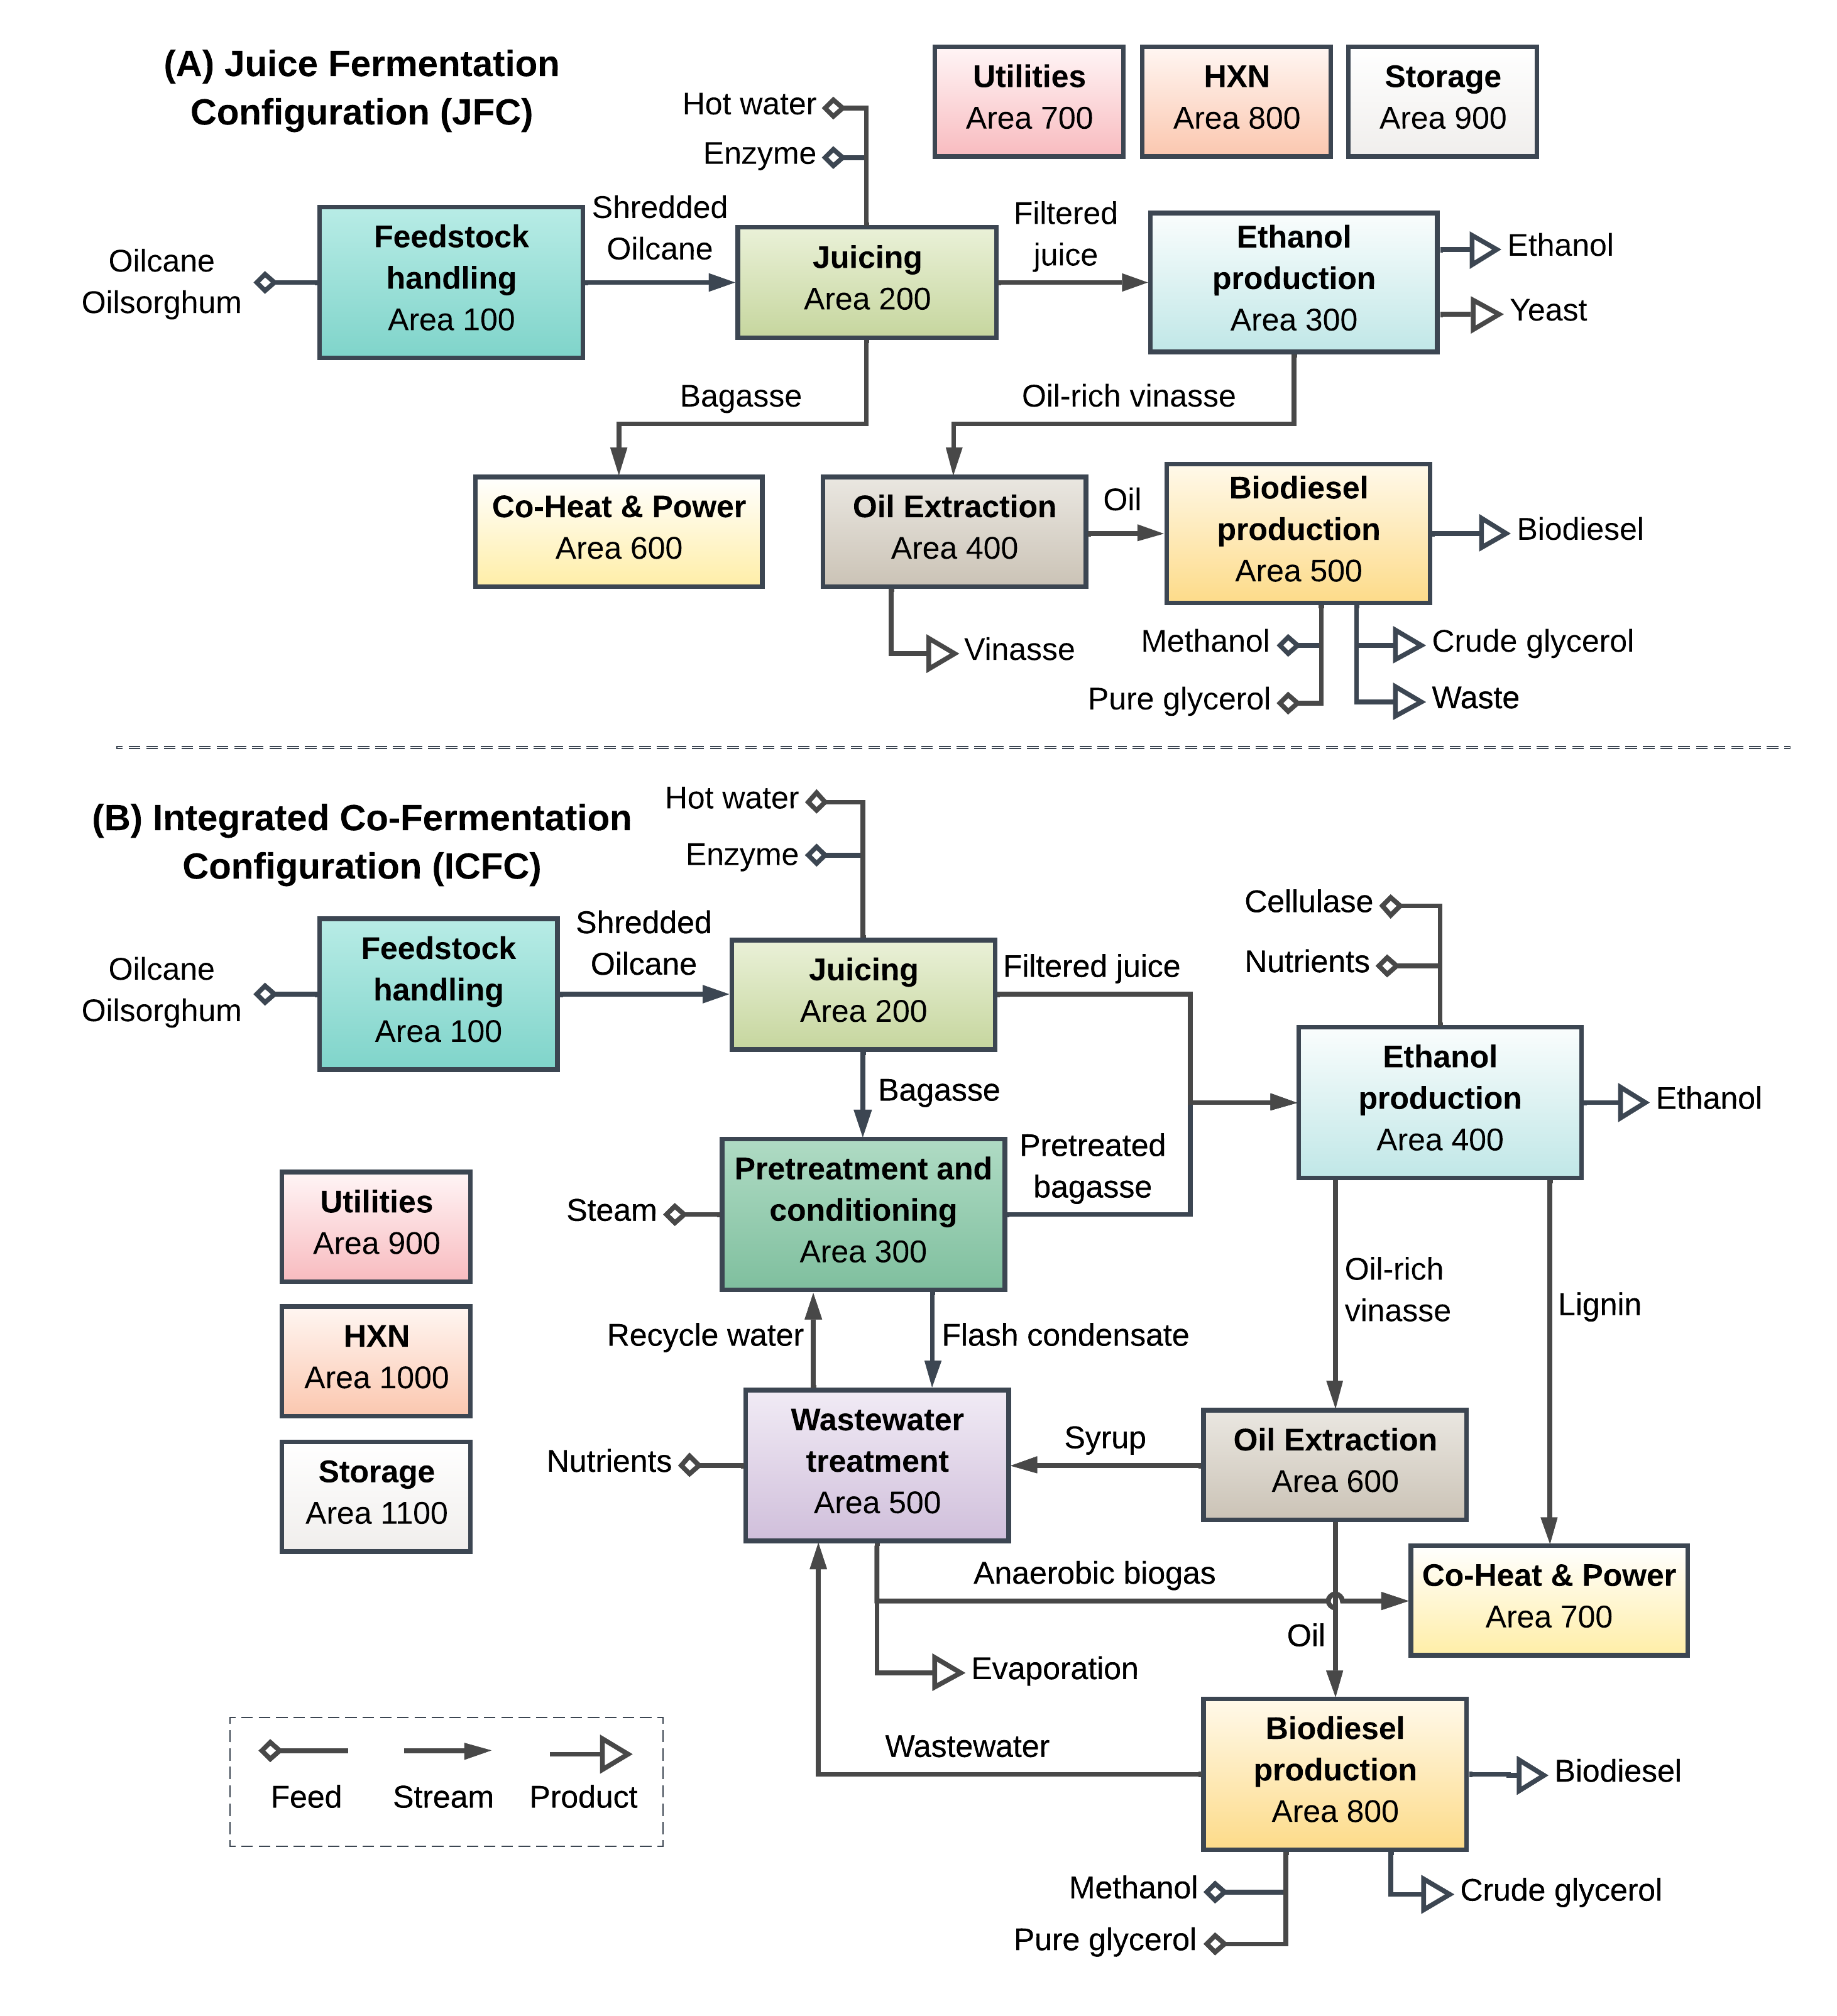 (A) Juice Fermentation
Configuration (JFC)
Utilities
Area 700
HXN
Area 800
Storage
Area 900
Hot water
Enzyme
Oilcane
Oilsorghum
Feedstock
handling
Area 100
Shredded
Oilcane
Juicing
Area 200
Filtered
juice
Ethanol
production
Area 300
Ethanol
Yeast
Bagasse
Oil-rich vinasse
Co-Heat & Power
Area 600
Oil Extraction
Area 400
Oil
Biodiesel
production
Area 500
Biodiesel
Vinasse
Methanol
Pure glycerol
Crude glycerol
Waste
(B) Integrated Co-Fermentation
Configuration (ICFC)
Hot water
Enzyme
Oilcane
Oilsorghum
Feedstock
handling
Area 100
Shredded
Oilcane
Juicing
Area 200
Filtered juice
Cellulase
Nutrients
Ethanol
production
Area 400
Ethanol
Bagasse
Steam
Pretreatment and
conditioning
Area 300
Pretreated
bagasse
Utilities
Area 900
HXN
Area 1000
Storage
Area 1100
Recycle water
Flash condensate
Oil-rich
vinasse
Lignin
Nutrients
Wastewater
treatment
Area 500
Syrup
Oil Extraction
Area 600
Anaerobic biogas
Co-Heat & Power
Area 700
Oil
Evaporation
Wastewater
Biodiesel
production
Area 800
Biodiesel
Methanol
Pure glycerol
Crude glycerol
Feed
Stream
Product